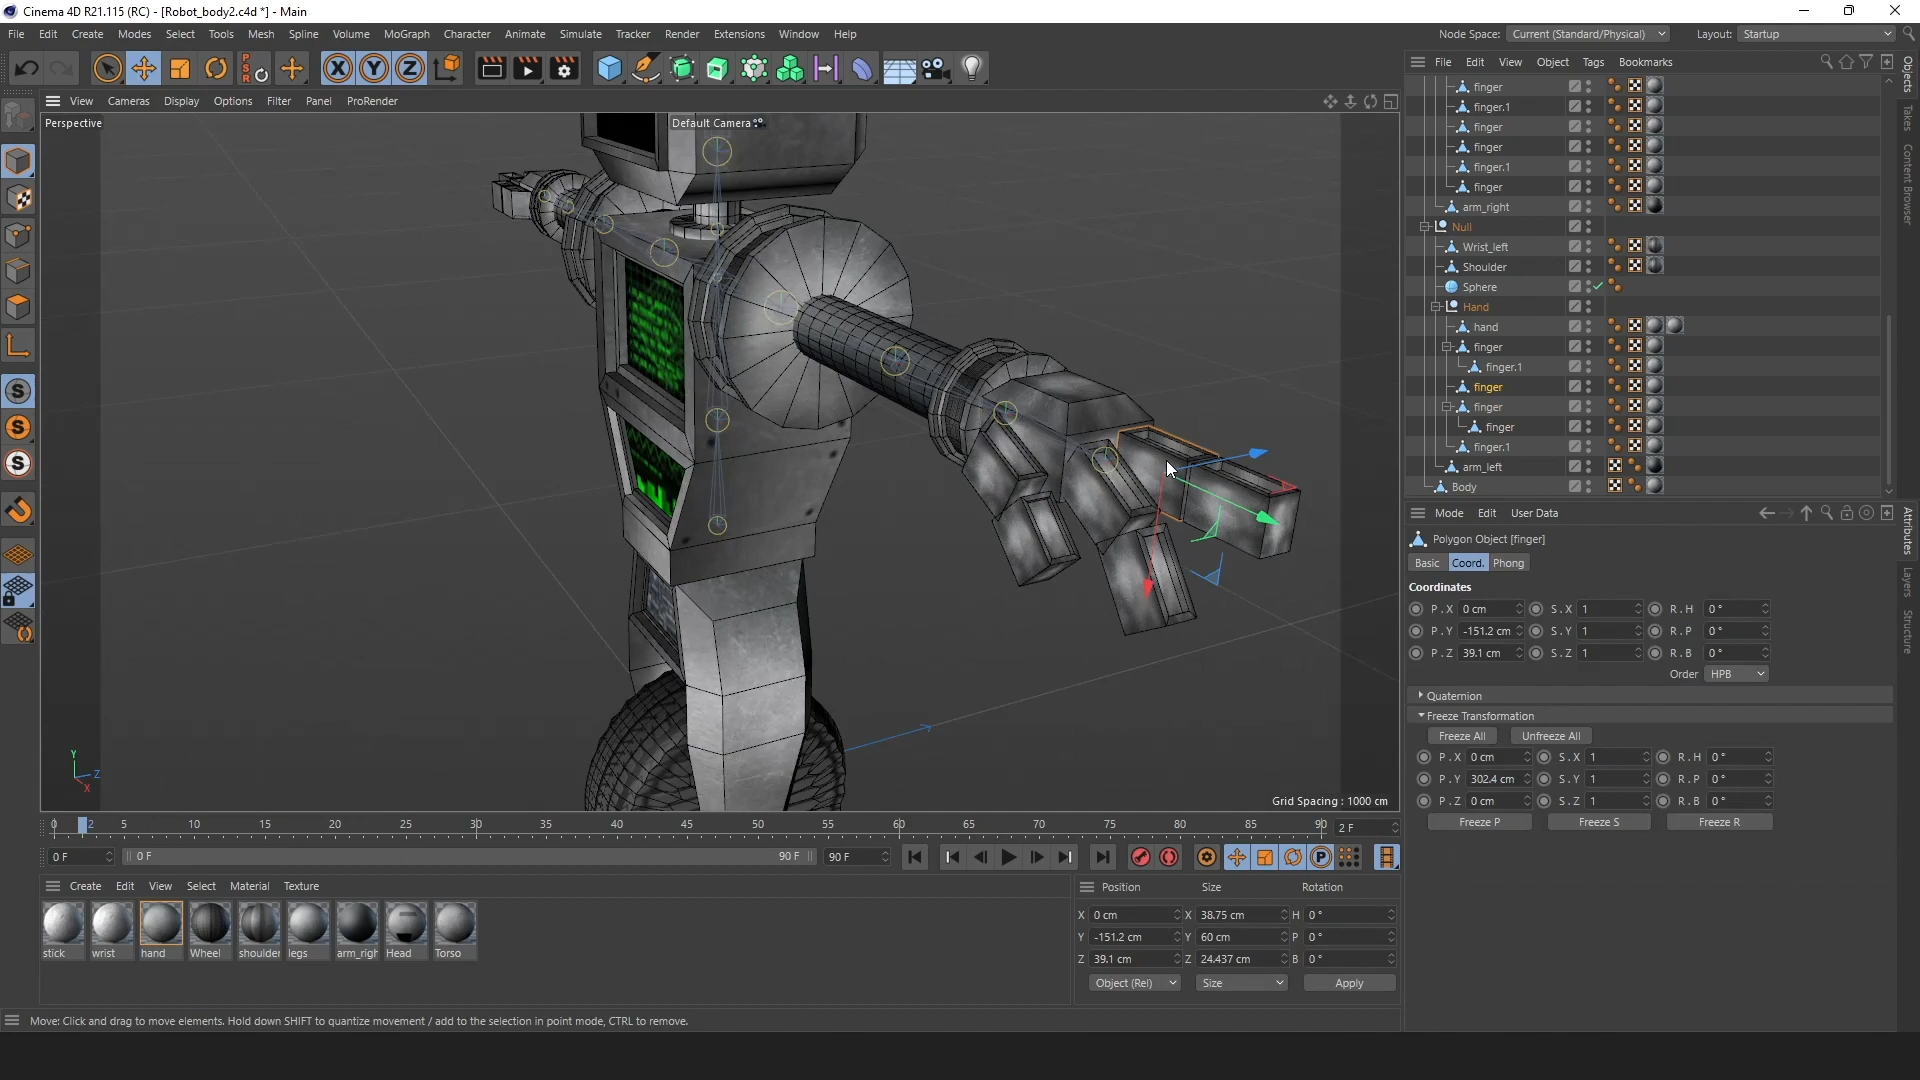 Cinema 4D R21.115 (RC) - [Robot_body2.c4d *] - Main
File Edit Create Modes Select Tools Mesh Spline Volume MoGraph Character Animate Simulate Tracker Render Extensions Window Help
Node Space: Current (Standard/Physical) Layout: Startup
PSR X Y Z
File Edit View Object Tags Bookmarks
View Cameras Display Options Filter Panel ProRender
Perspective
Default Camera
finger
finger.1
finger
finger
finger.1
finger
arm_right
Null
Wrist_left
Shoulder
Sphere
Hand
hand
finger
finger.1
finger
finger
finger
finger.1
arm_left
Body
Objects
Takes
Content Browser
Attributes
Layers
Structure
Mode Edit User Data
Polygon Object [finger]
Basic Coord. Phong
Coordinates
P . X 0 cm S . X 1 R . H 0 °
P . Y -151.2 cm S . Y 1 R . P 0 °
P . Z 39.1 cm S . Z 1 R . B 0 °
Order HPB
Quaternion
Freeze Transformation
Freeze All Unfreeze All
P . X 0 cm S . X 1 R . H 0 °
P . Y 302.4 cm S . Y 1 R . P 0 °
P . Z 0 cm S . Z 1 R . B 0 °
Freeze P Freeze S Freeze R
Y
Z
X
Grid Spacing : 1000 cm
0 2 5 10 15 20 25 30 35 40 45 50 55 60 65 70 75 80 85 90 2 F
0 F 0 F 90 F 90 F
Create Edit View Select Material Texture
stick wrist hand Wheel shoulder legs arm_righ Head Torso
Position Size Rotation
X 0 cm X 38.75 cm H 0 °
Y -151.2 cm Y 60 cm P 0 °
Z 39.1 cm Z 24.437 cm B 0 °
Object (Rel) Size Apply
Move: Click and drag to move elements. Hold down SHIFT to quantize movement / add to the selection in point mode, CTRL to remove.